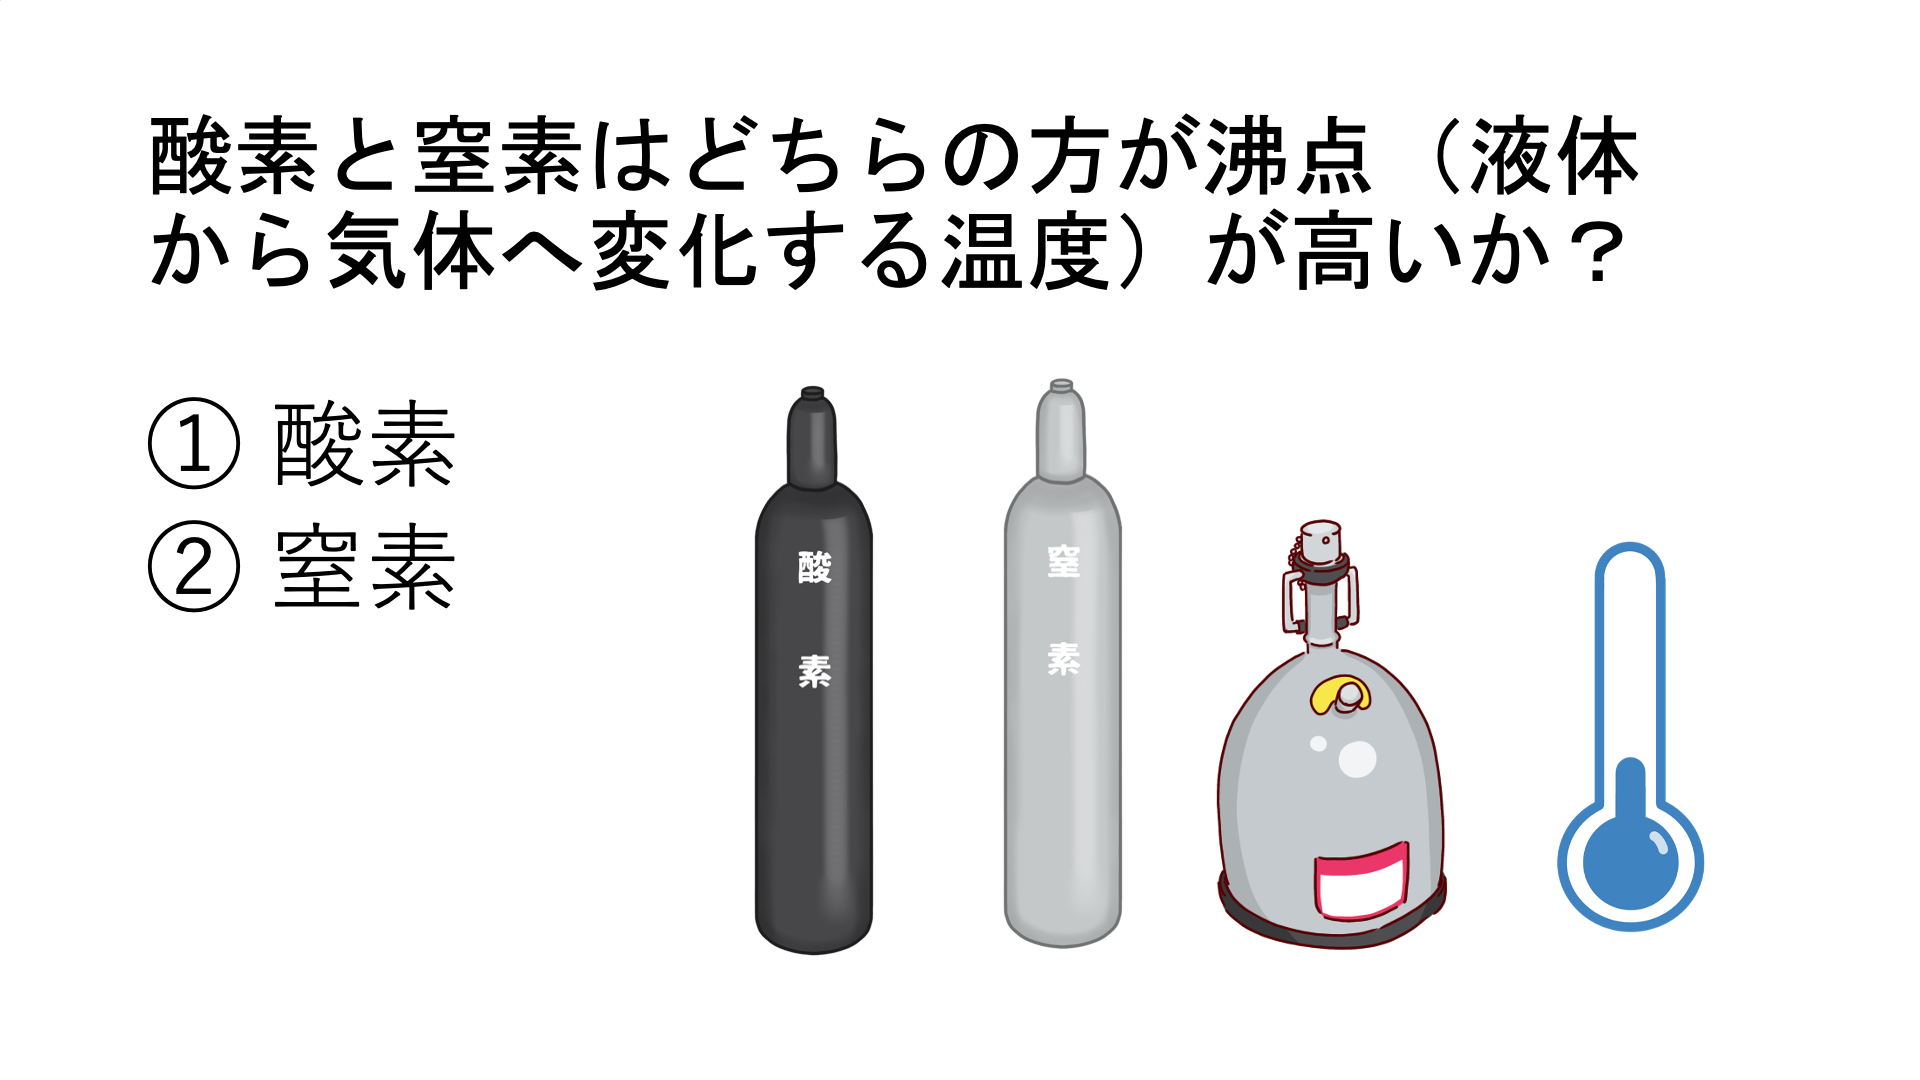 酸素と窒素はどちらの方が沸点（液体
から気体へ変化する温度）が高いか？
① 酸素
② 窒素
酸素
窒素